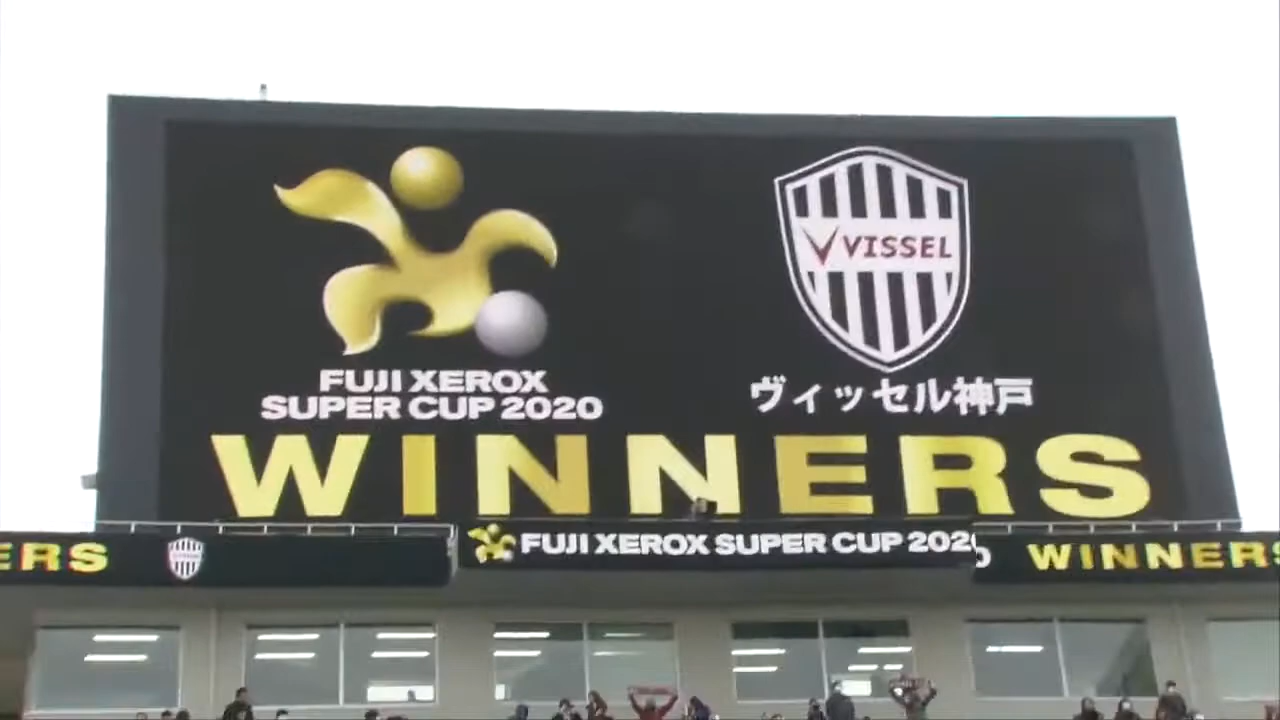 VISSEL
FUJI XEROX
SUPER CUP 2020
ヴィッセル神戸
WINNERS
ERS
FUJI XEROX SUPER CUP 2020
WINNERS